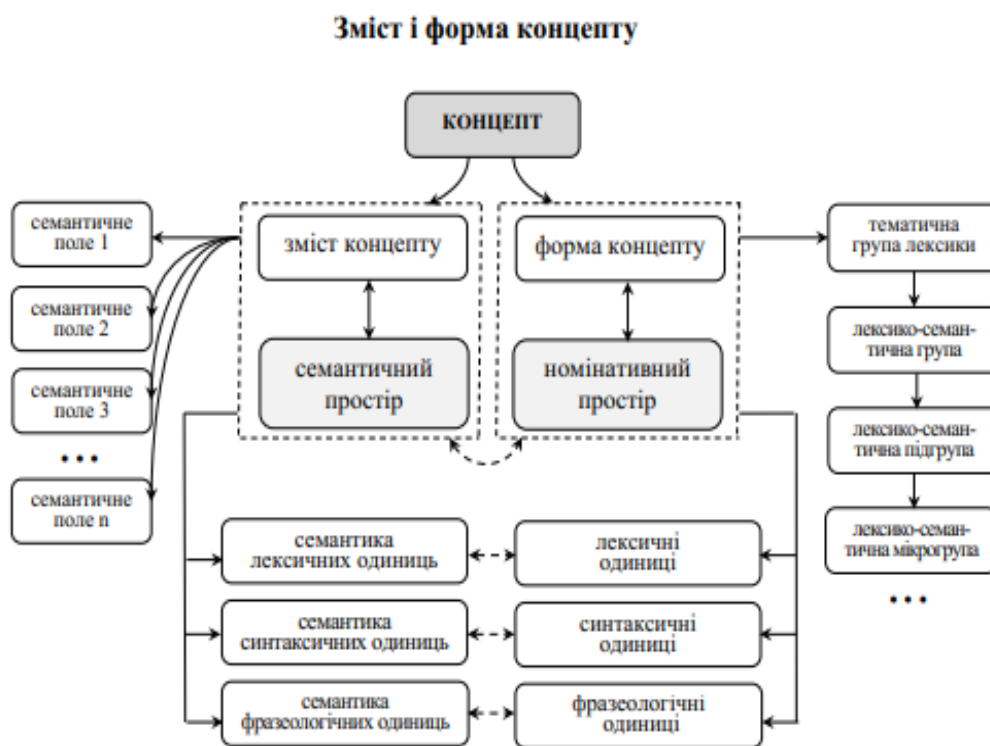 Зміст і форма концепту
КОНЦЕПТ
семантичне
поле 1
семантичне
поле 2
семантичне
поле 3
• • •
семантичне
поле n
зміст концепту
семантичний
простір
форма концепту
номінативний
простір
тематична
група лексики
лексико-семан-
тична група
лексико-семан-
тична підгрупа
лексико-семан-
тична мікрогрупа
• • •
семантика
лексичних одиниць
лексичні
одиниці
семантика
синтаксичних одиниць
синтаксичні
одиниці
семантика
фразеологічних одиниць
фразеологічні
одиниці